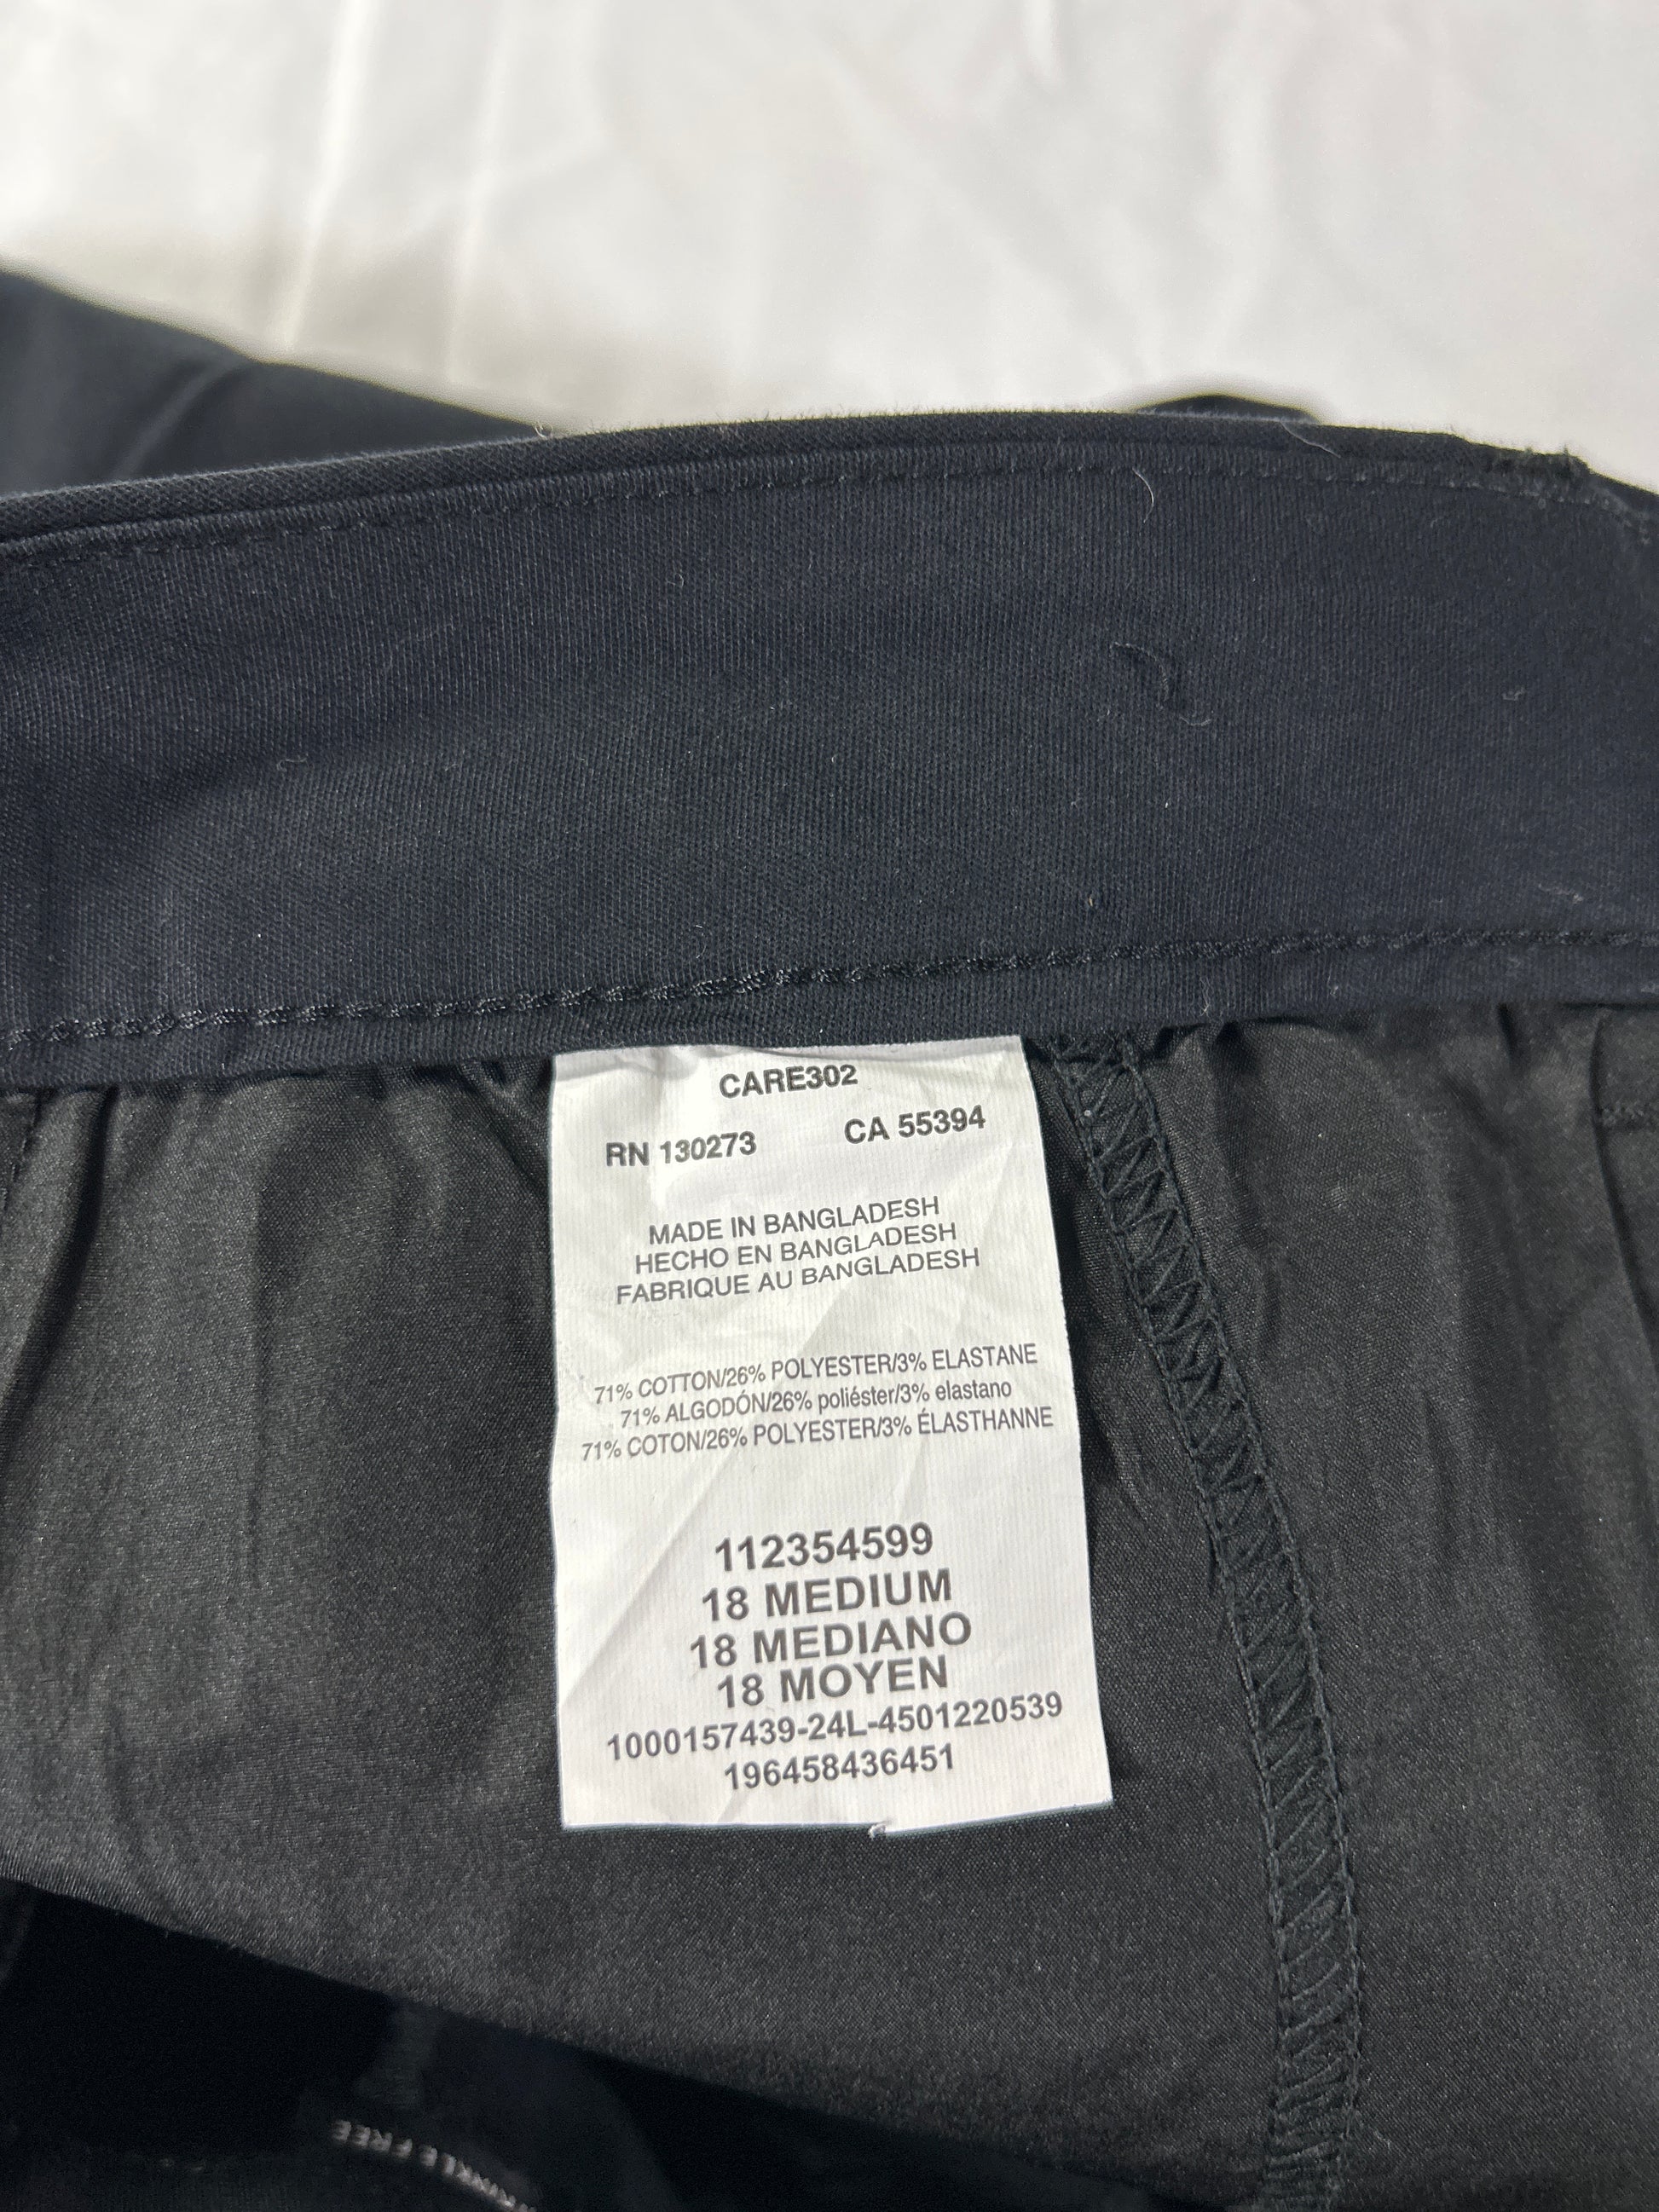 CARE302
RN 130273 CA 55394
MADE IN BANGLADESH
HECHO EN BANGLADESH
FABRIQUE AU BANGLADESH
71% COTTON/26% POLYESTER/3% ELASTANE
71% ALGODÓN/26% poliéster/3% elastano
71% COTON/26% POLYESTER/3% ÉLASTHANNE
112354599
18 MEDIUM
18 MEDIANO
18 MOYEN
1000157439-24L-4501220539
196458436451
FREE